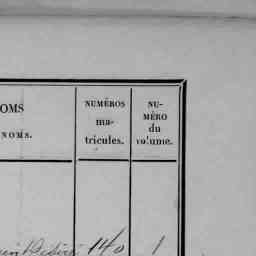 OMS
NOMS.
NUMÉROS
ma-
tricules.
NU-
MÉRO
du
volume.
140 1